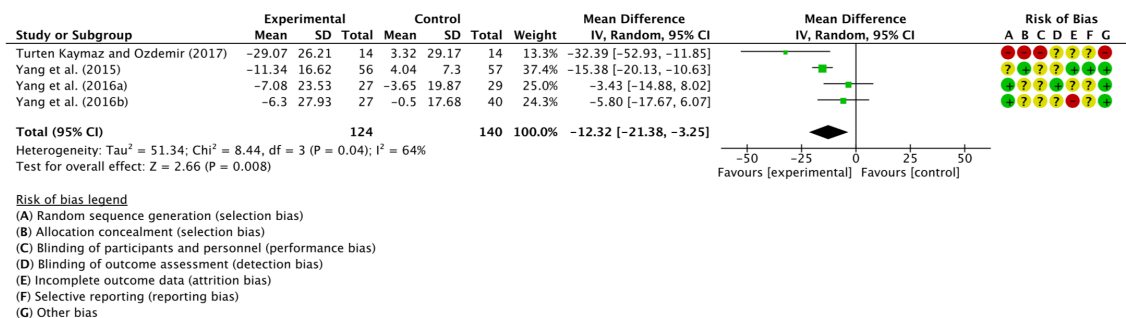 Experimental Control Mean Difference Mean Difference Risk of Bias
Study or Subgroup Mean SD Total Mean SD Total Weight IV, Random, 95% CI IV, Random, 95% CI A B C D E F G
Turten Kaymaz and Ozdemir (2017) −29.07 26.21 14 3.32 29.17 14 13.3% −32.39 [−52.93, −11.85] − − − ? ? ? −
Yang et al. (2015) −11.34 16.62 56 4.04 7.3 57 37.4% −15.38 [−20.13, −10.63] ? + ? ? + + +
Yang et al. (2016a) −7.08 23.53 27 −3.65 19.87 29 25.0% −3.43 [−14.88, 8.02] + ? ? + ? ? +
Yang et al. (2016b) −6.3 27.93 27 −0.5 17.68 40 24.3% −5.80 [−17.67, 6.07] + ? ? ? − ? +
Total (95% CI) 124 140 100.0% −12.32 [−21.38, −3.25]
Heterogeneity: Tau² = 51.34; Chi² = 8.44, df = 3 (P = 0.04); I² = 64%
Test for overall effect: Z = 2.66 (P = 0.008)
−50 −25 0 25 50
Favours [experimental] Favours [control]
Risk of bias legend
(A) Random sequence generation (selection bias)
(B) Allocation concealment (selection bias)
(C) Blinding of participants and personnel (performance bias)
(D) Blinding of outcome assessment (detection bias)
(E) Incomplete outcome data (attrition bias)
(F) Selective reporting (reporting bias)
(G) Other bias